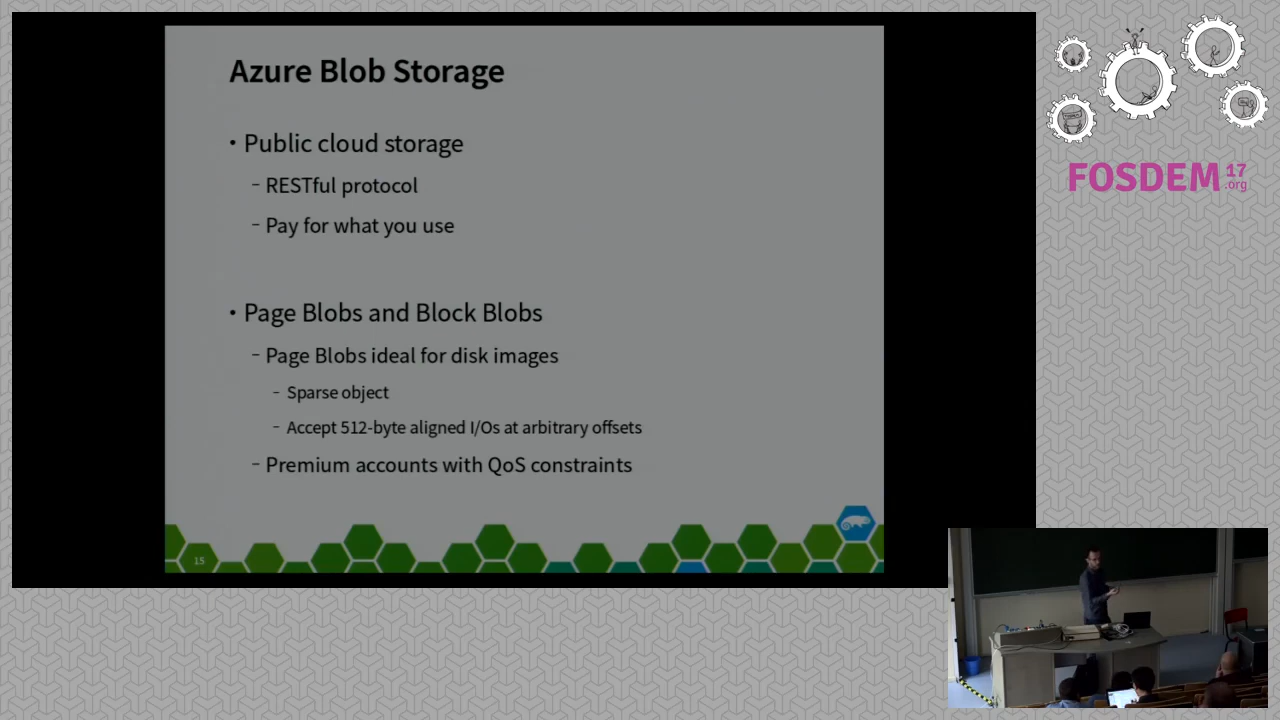 Azure Blob Storage
• Public cloud storage
– RESTful protocol
– Pay for what you use
• Page Blobs and Block Blobs
– Page Blobs ideal for disk images
– Sparse object
– Accept 512-byte aligned I/Os at arbitrary offsets
– Premium accounts with QoS constraints
15
FOSDEM 17
.org